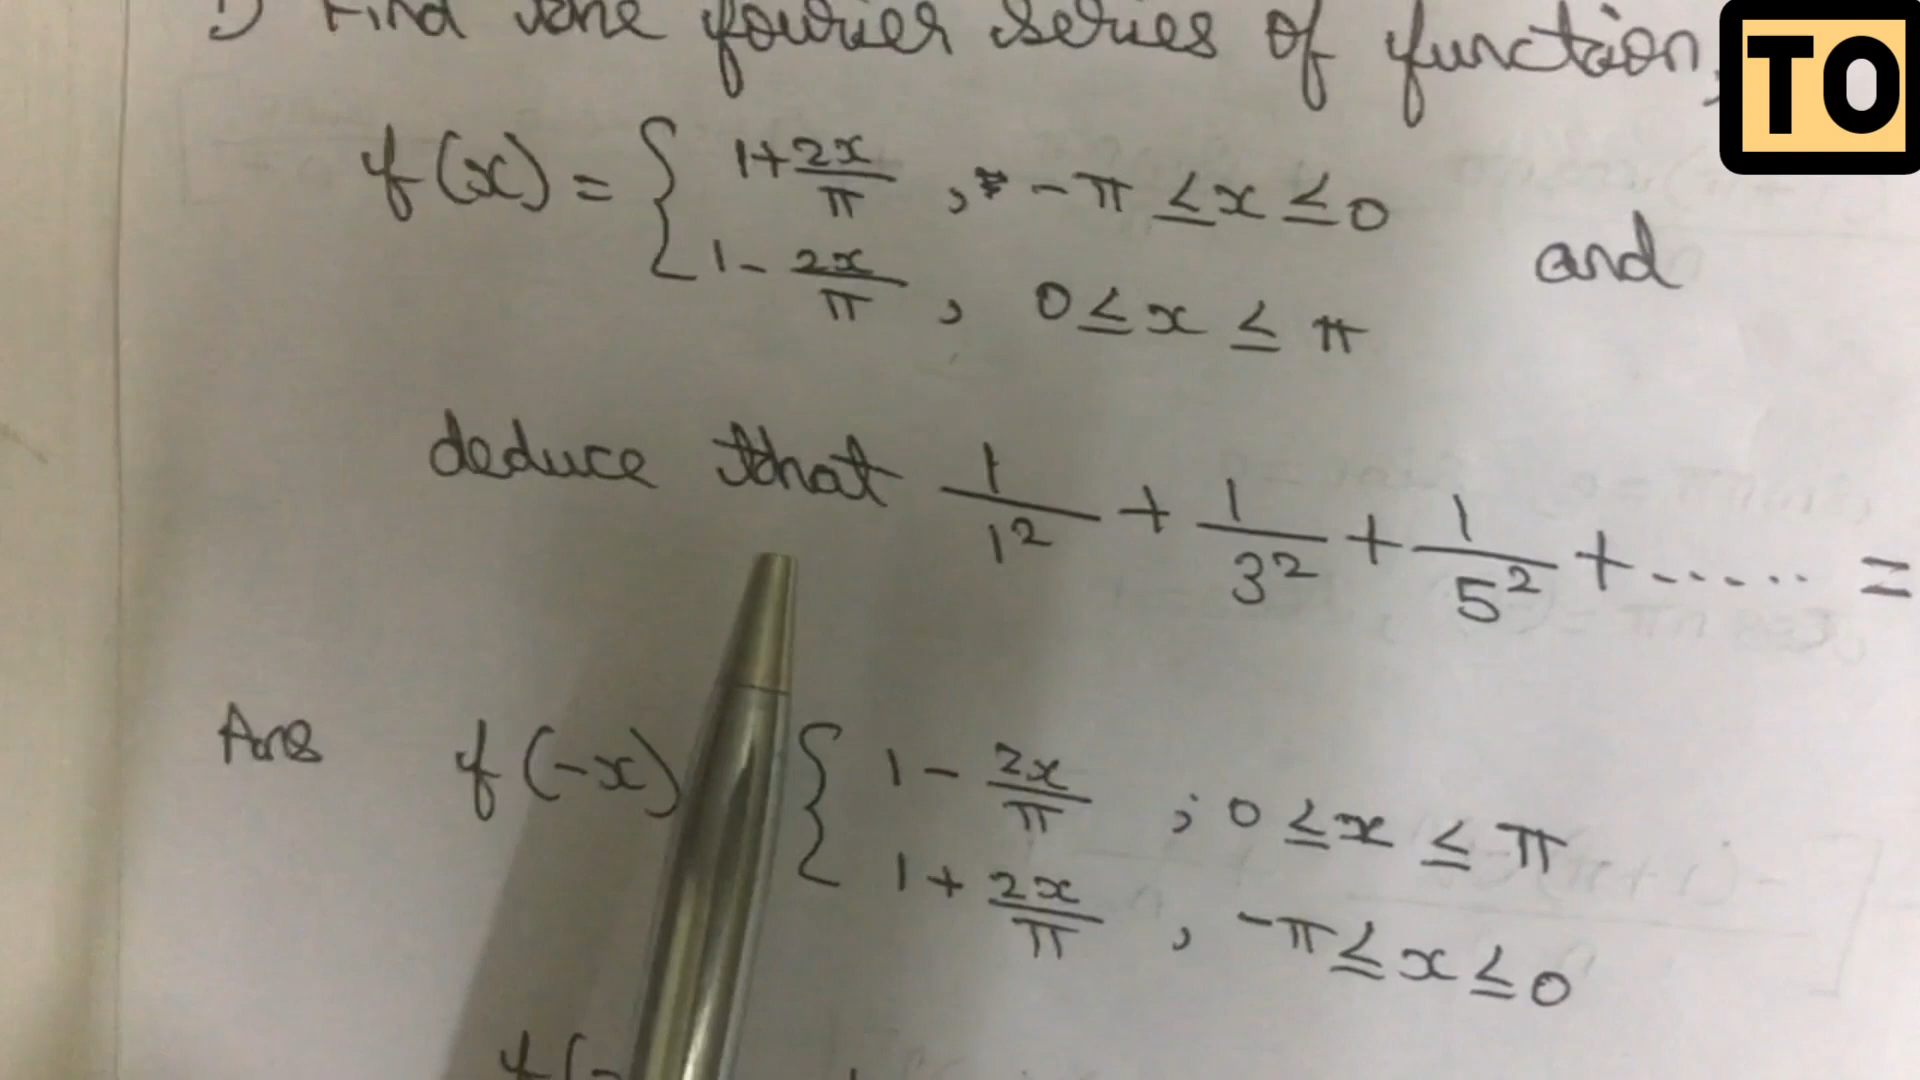 1) Find the fourier series of function,
TO
f(x) = { 1+2x/π , -π ≤ x ≤ 0
1 - 2x/π , 0 ≤ x ≤ π and
deduce that 1/1² + 1/3² + 1/5² + ..... =
Ans f(-x) { 1 - 2x/π ; 0 ≤ x ≤ π
1 + 2x/π , -π ≤ x ≤ 0
f(-